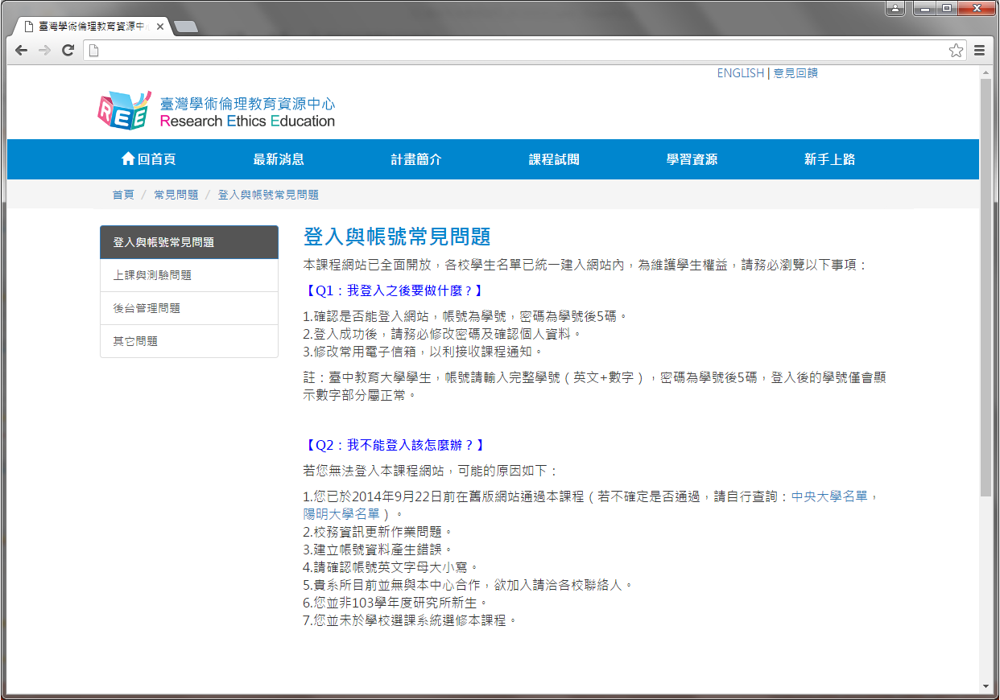 臺灣學術倫理教育資源中
ENGLISH | 意見回饋
REE
臺灣學術倫理教育資源中心
Research Ethics Education
回首頁 最新消息 計畫簡介 課程試閱 學習資源 新手上路
首頁 / 常見問題 / 登入與帳號常見問題
登入與帳號常見問題
上課與測驗問題
後台管理問題
其它問題
登入與帳號常見問題
本課程網站已全面開放，各校學生名單已統一建入網站內，為維護學生權益，請務必瀏覽以下事項：
【Q1：我登入之後要做什麼？】
1.確認是否能登入網站，帳號為學號，密碼為學號後5碼。
2.登入成功後，請務必修改密碼及確認個人資料。
3.修改常用電子信箱，以利接收課程通知。
註：臺中教育大學學生，帳號請輸入完整學號（英文+數字），密碼為學號後5碼，登入後的學號僅會顯
示數字部分屬正常。
【Q2：我不能登入該怎麼辦？】
若您無法登入本課程網站，可能的原因如下：
1.您已於2014年9月22日前在舊版網站通過本課程（若不確定是否通過，請自行查詢：中央大學名單，
陽明大學名單）。
2.校務資訊更新作業問題。
3.建立帳號資料產生錯誤。
4.請確認帳號英文字母大小寫。
5.貴系所目前並無與本中心合作，欲加入請洽各校聯絡人。
6.您並非103學年度研究所新生。
7.您並未於學校選課系統選修本課程。